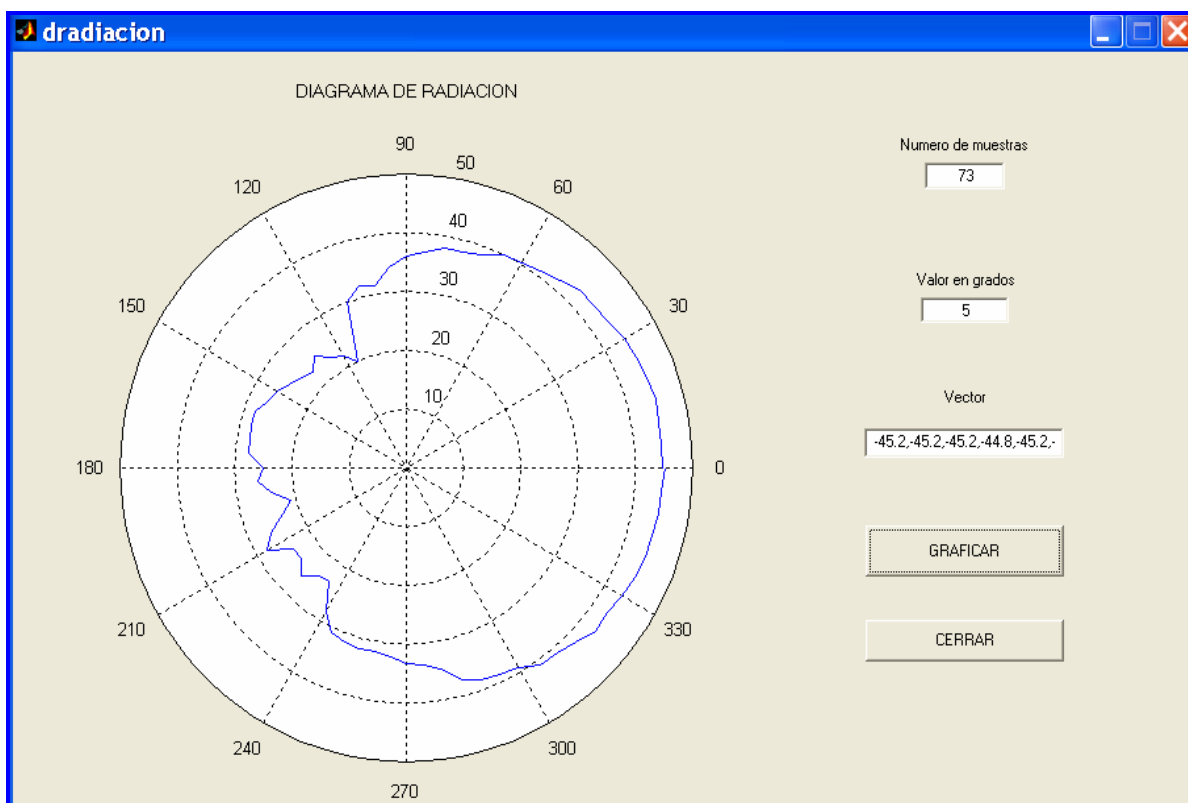 dradiacion
DIAGRAMA DE RADIACION
90
50
120
60
40
30
150
30
20
10
180
0
210
330
240
300
270
Numero de muestras
73
Valor en grados
5
Vector
-45.2,-45.2,-45.2,-44.8,-45.2,-
GRAFICAR
CERRAR